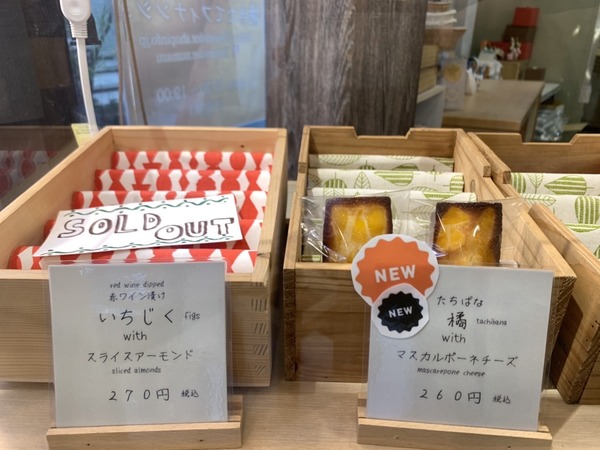 SOLD OUT
red wine dipped
赤ワイン漬け
いちじく figs
with
スライスアーモンド
sliced almonds
270円 税込
NEW
NEW
たちばな
橘 tachibana
with
マスカルポーネチーズ
mascarepone cheese
260円 税込